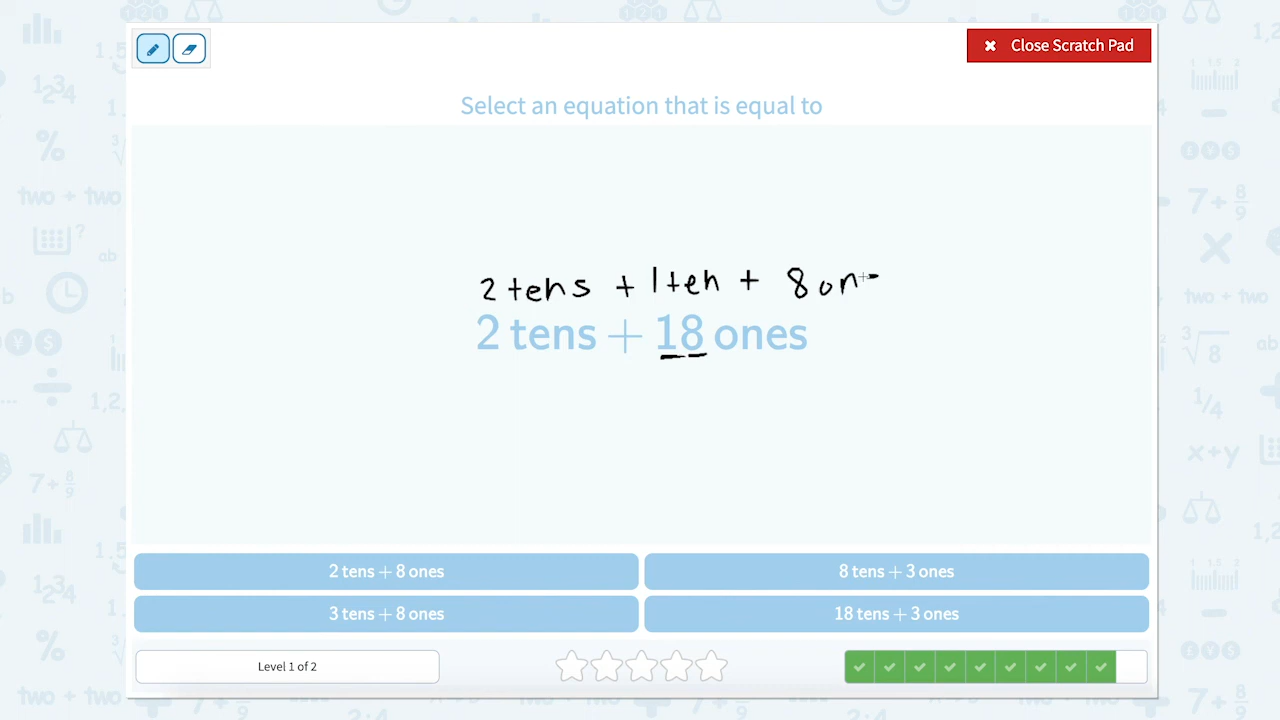 Close Scratch Pad
Select an equation that is equal to
2 tens + 1 ten + 8 on
2 tens + 18 ones
2 tens + 8 ones
8 tens + 3 ones
3 tens + 8 ones
18 tens + 3 ones
Level 1 of 2